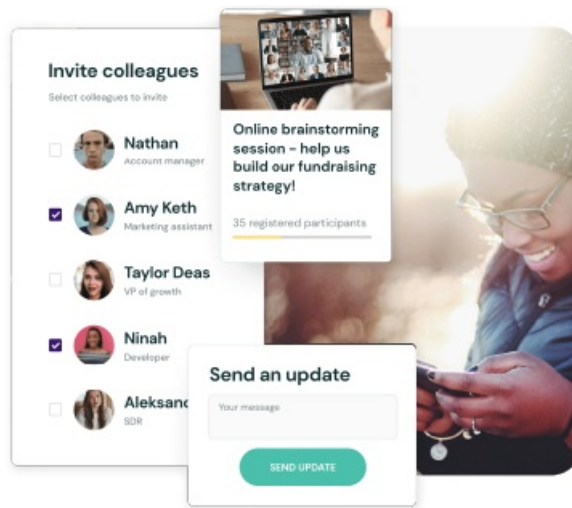 Invite colleagues
Select colleagues to invite
Nathan
Account manager
Amy Keth
Marketing assistant
Taylor Deas
VP of growth
Ninah
Developer
Aleksand
SDR
Online brainstorming
session - help us
build our fundraising
strategy!
35 registered participants
Send an update
Your message
SEND UPDATE